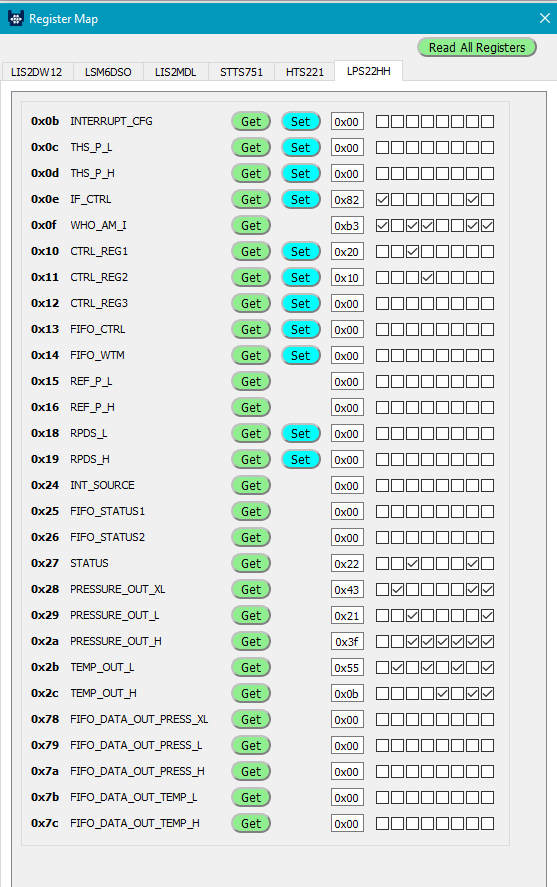 Register Map
Read All Registers
LIS2DW12 LSM6DSO LIS2MDL STTS751 HTS221 LPS22HH
0x0b INTERRUPT_CFG Get Set 0x00
0x0c THS_P_L Get Set 0x00
0x0d THS_P_H Get Set 0x00
0x0e IF_CTRL Get Set 0x82
0x0f WHO_AM_I Get 0xb3
0x10 CTRL_REG1 Get Set 0x20
0x11 CTRL_REG2 Get Set 0x10
0x12 CTRL_REG3 Get Set 0x00
0x13 FIFO_CTRL Get Set 0x00
0x14 FIFO_WTM Get Set 0x00
0x15 REF_P_L Get 0x00
0x16 REF_P_H Get 0x00
0x18 RPDS_L Get Set 0x00
0x19 RPDS_H Get Set 0x00
0x24 INT_SOURCE Get 0x00
0x25 FIFO_STATUS1 Get 0x00
0x26 FIFO_STATUS2 Get 0x00
0x27 STATUS Get 0x22
0x28 PRESSURE_OUT_XL Get 0x43
0x29 PRESSURE_OUT_L Get 0x21
0x2a PRESSURE_OUT_H Get 0x3f
0x2b TEMP_OUT_L Get 0x55
0x2c TEMP_OUT_H Get 0x0b
0x78 FIFO_DATA_OUT_PRESS_XL Get 0x00
0x79 FIFO_DATA_OUT_PRESS_L Get 0x00
0x7a FIFO_DATA_OUT_PRESS_H Get 0x00
0x7b FIFO_DATA_OUT_TEMP_L Get 0x00
0x7c FIFO_DATA_OUT_TEMP_H Get 0x00